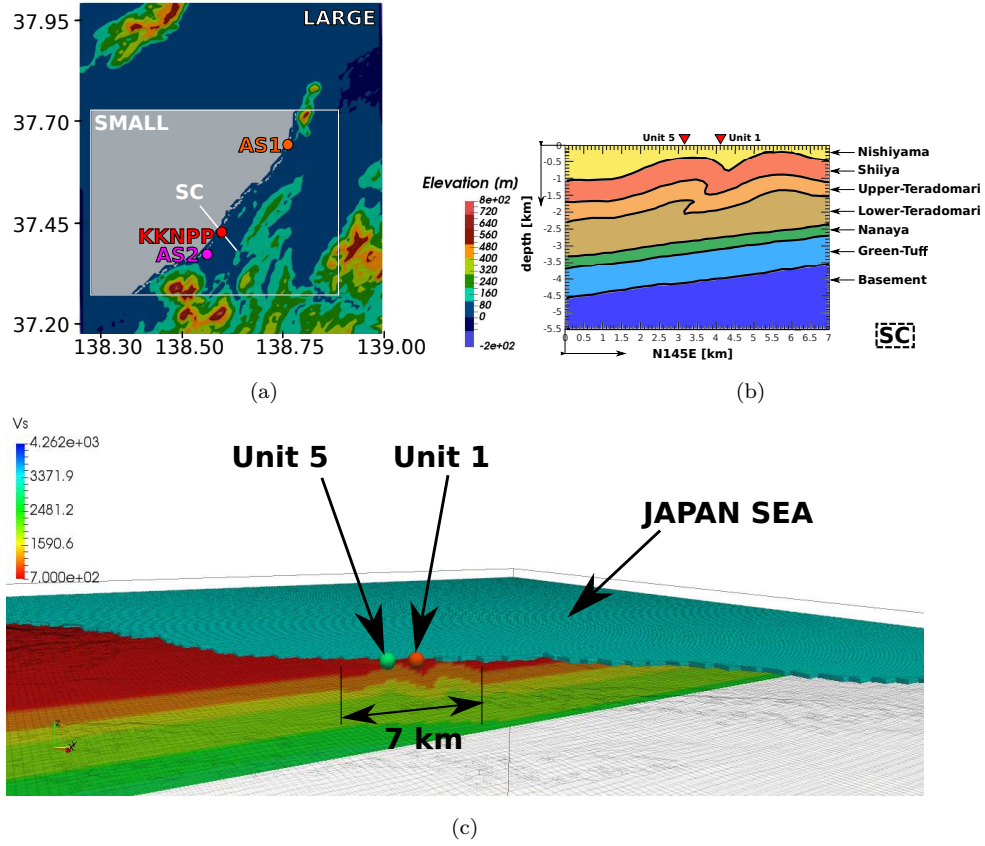 LARGE
37.95
37.70
37.45
37.20
138.30 138.50 138.75 139.00
SMALL
AS1
SC
KKNPP
AS2
Elevation (m)
8e+02
720
640
560
480
400
320
240
160
80
0
-2e+02
(a)
Unit 5 Unit 1
0
-0.5
-1
-1.5
-2
-2.5
-3
-3.5
-4
-4.5
-5
-5.5
depth [km]
0 0.5 1 1.5 2 2.5 3 3.5 4 4.5 5 5.5 6 6.5 7
N145E [km]
Nishiyama
Shiiya
Upper-Teradomari
Lower-Teradomari
Nanaya
Green-Tuff
Basement
SC
(b)
Vs
4.262e+03
3371.9
2481.2
1590.6
7.000e+02
Unit 5 Unit 1
JAPAN SEA
7 km
z
(c)